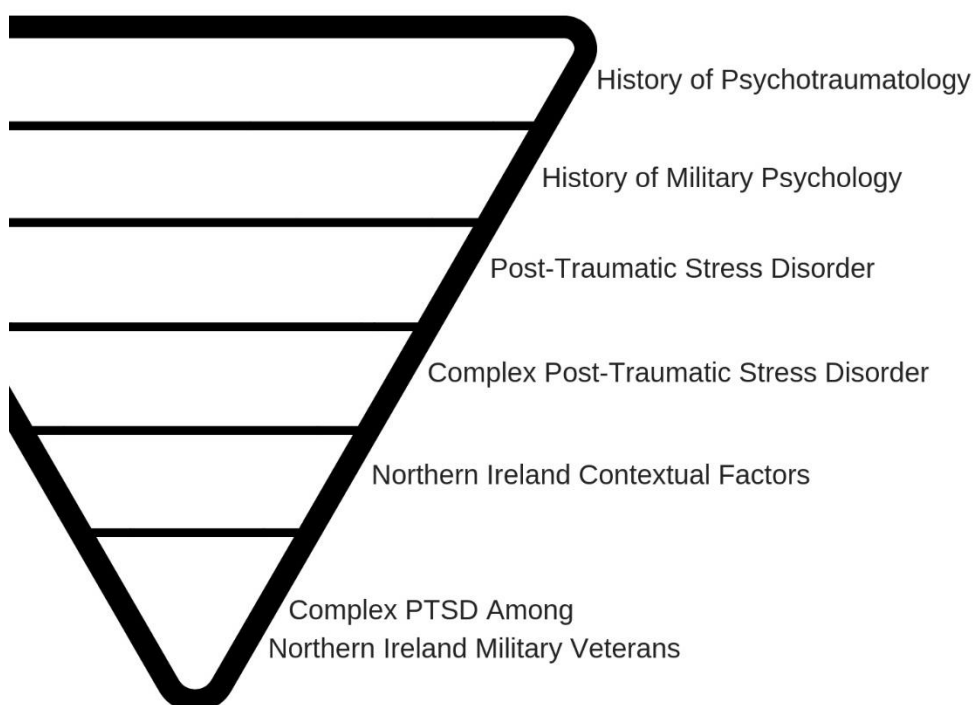 History of Psychotraumatology
History of Military Psychology
Post-Traumatic Stress Disorder
Complex Post-Traumatic Stress Disorder
Northern Ireland Contextual Factors
Complex PTSD Among
Northern Ireland Military Veterans